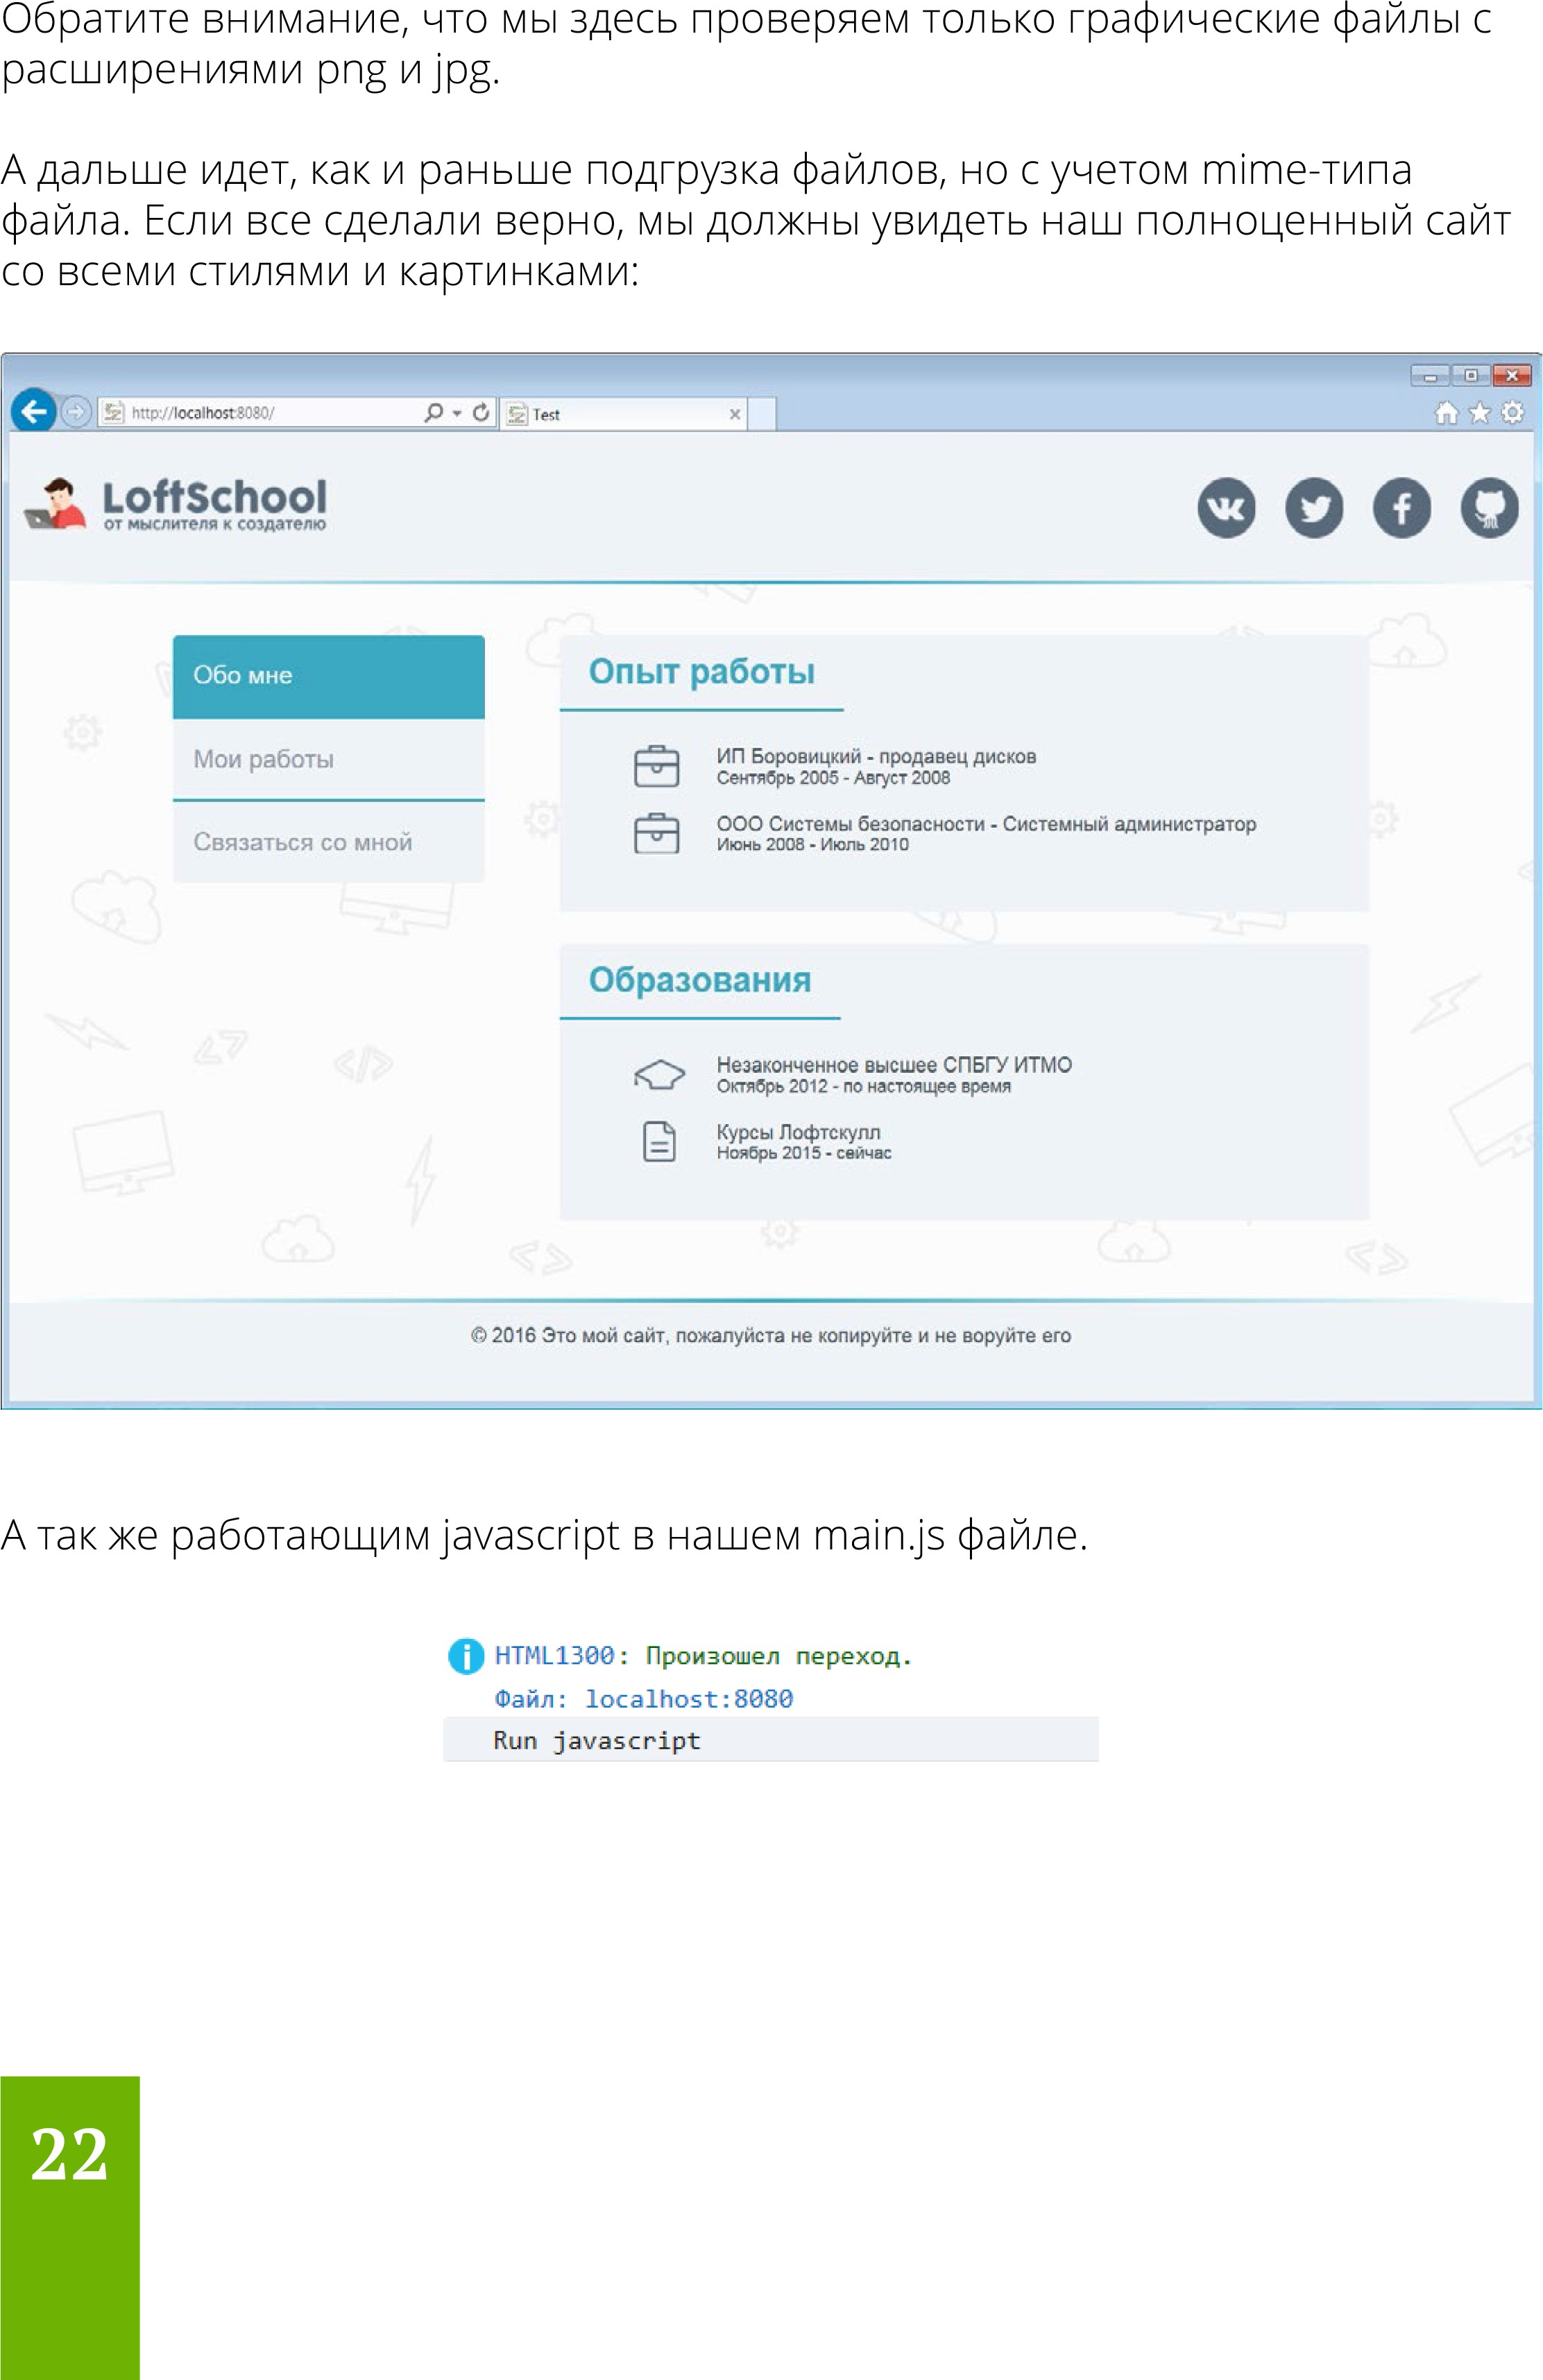 Обратите внимание, что мы здесь проверяем только графические файлы с
расширениями png и jpg.
А дальше идет, как и раньше подгрузка файлов, но с учетом mime-типа
файла. Если все сделали верно, мы должны увидеть наш полноценный сайт
со всеми стилями и картинками:
http://localhost:8080/
Test
LoftSchool
от мыслителя к создателю
Обо мне
Мои работы
Связаться со мной
Опыт работы
ИП Боровицкий - продавец дисков
Сентябрь 2005 - Август 2008
ООО Системы безопасности - Системный администратор
Июнь 2008 - Июль 2010
Образования
Незаконченное высшее СПБГУ ИТМО
Октябрь 2012 - по настоящее время
Курсы Лофтскулл
Ноябрь 2015 - сейчас
© 2016 Это мой сайт, пожалуйста не копируйте и не воруйте его
А так же работающим javascript в нашем main.js файле.
HTML1300: Произошел переход.
Файл: localhost:8080
Run javascript
22